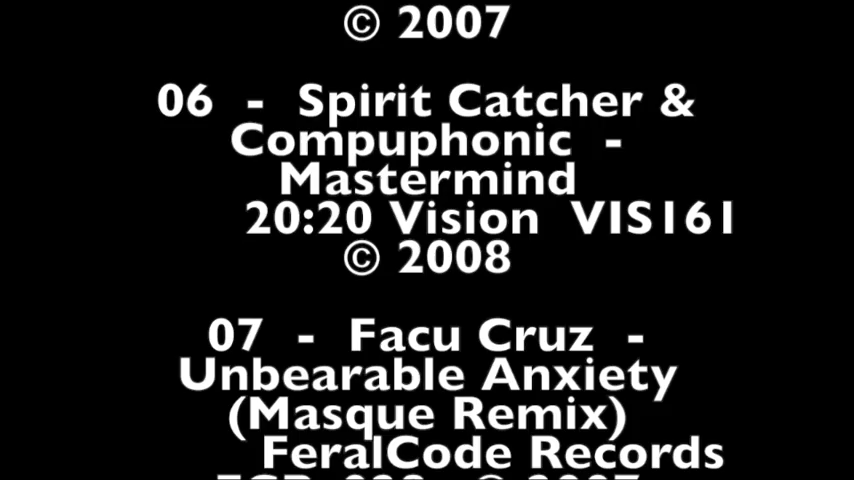 © 2007
06 - Spirit Catcher &
Compuphonic -
Mastermind
20:20 Vision VIS161
© 2008
07 - Facu Cruz -
Unbearable Anxiety
(Masque Remix)
FeralCode Records
© 2007